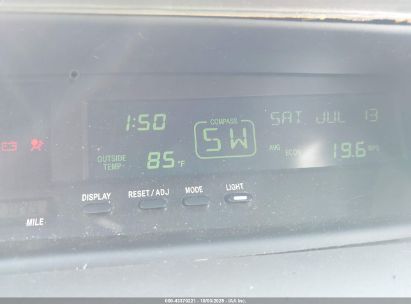 1:50
COMPASS
SW
SAT JUL 13
OUTSIDE TEMP
85°F
AVG ECON 19.6 MPG
DISPLAY
RESET / ADJ
MODE
LIGHT
MILE